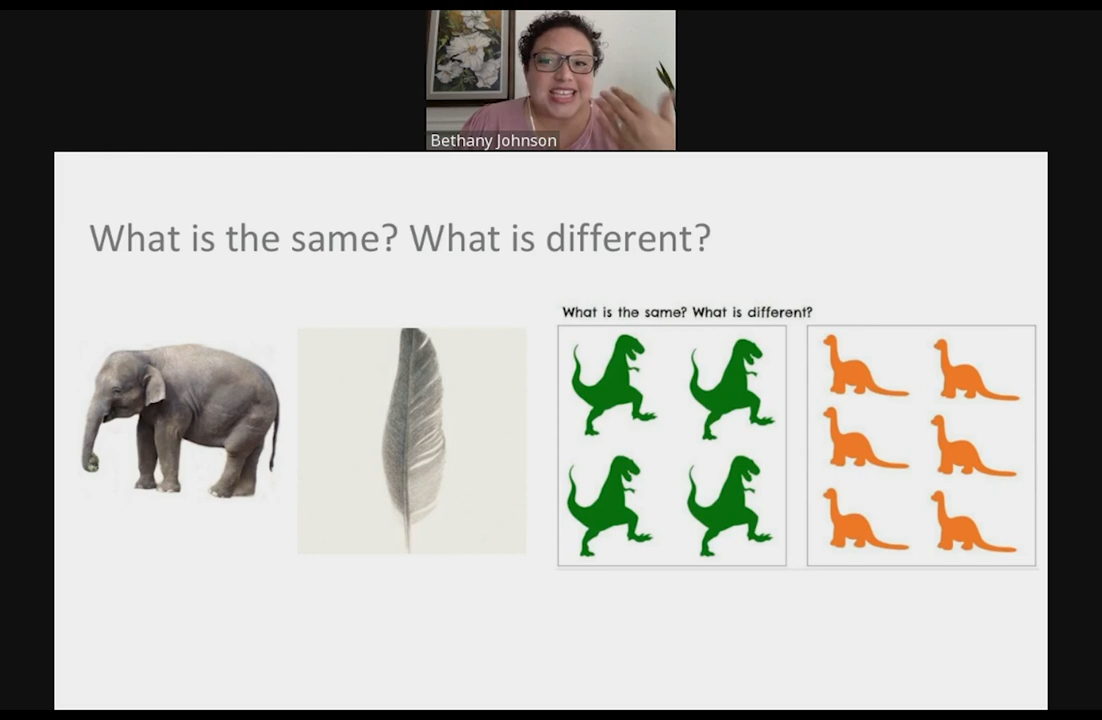 Bethany Johnson
What is the same? What is different?
What is the same? What is different?